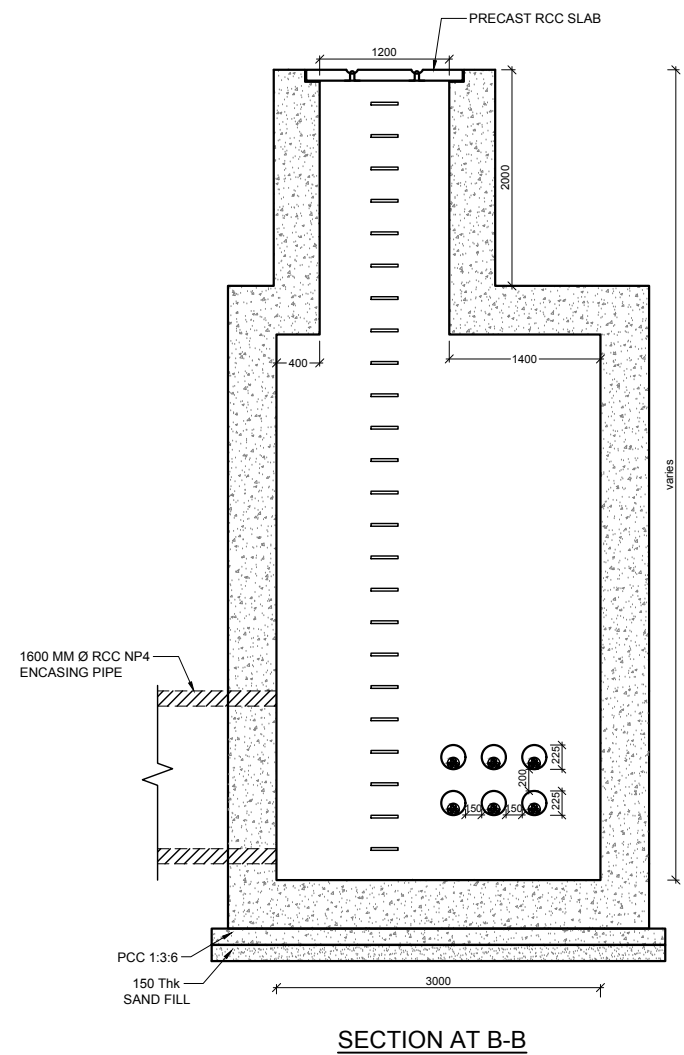 PRECAST RCC SLAB
1200
2000
400
1400
varies
1600 MM Ø RCC NP4
ENCASING PIPE
225
200
225
150
150
PCC 1:3:6
150 Thk
SAND FILL
3000
SECTION AT B-B